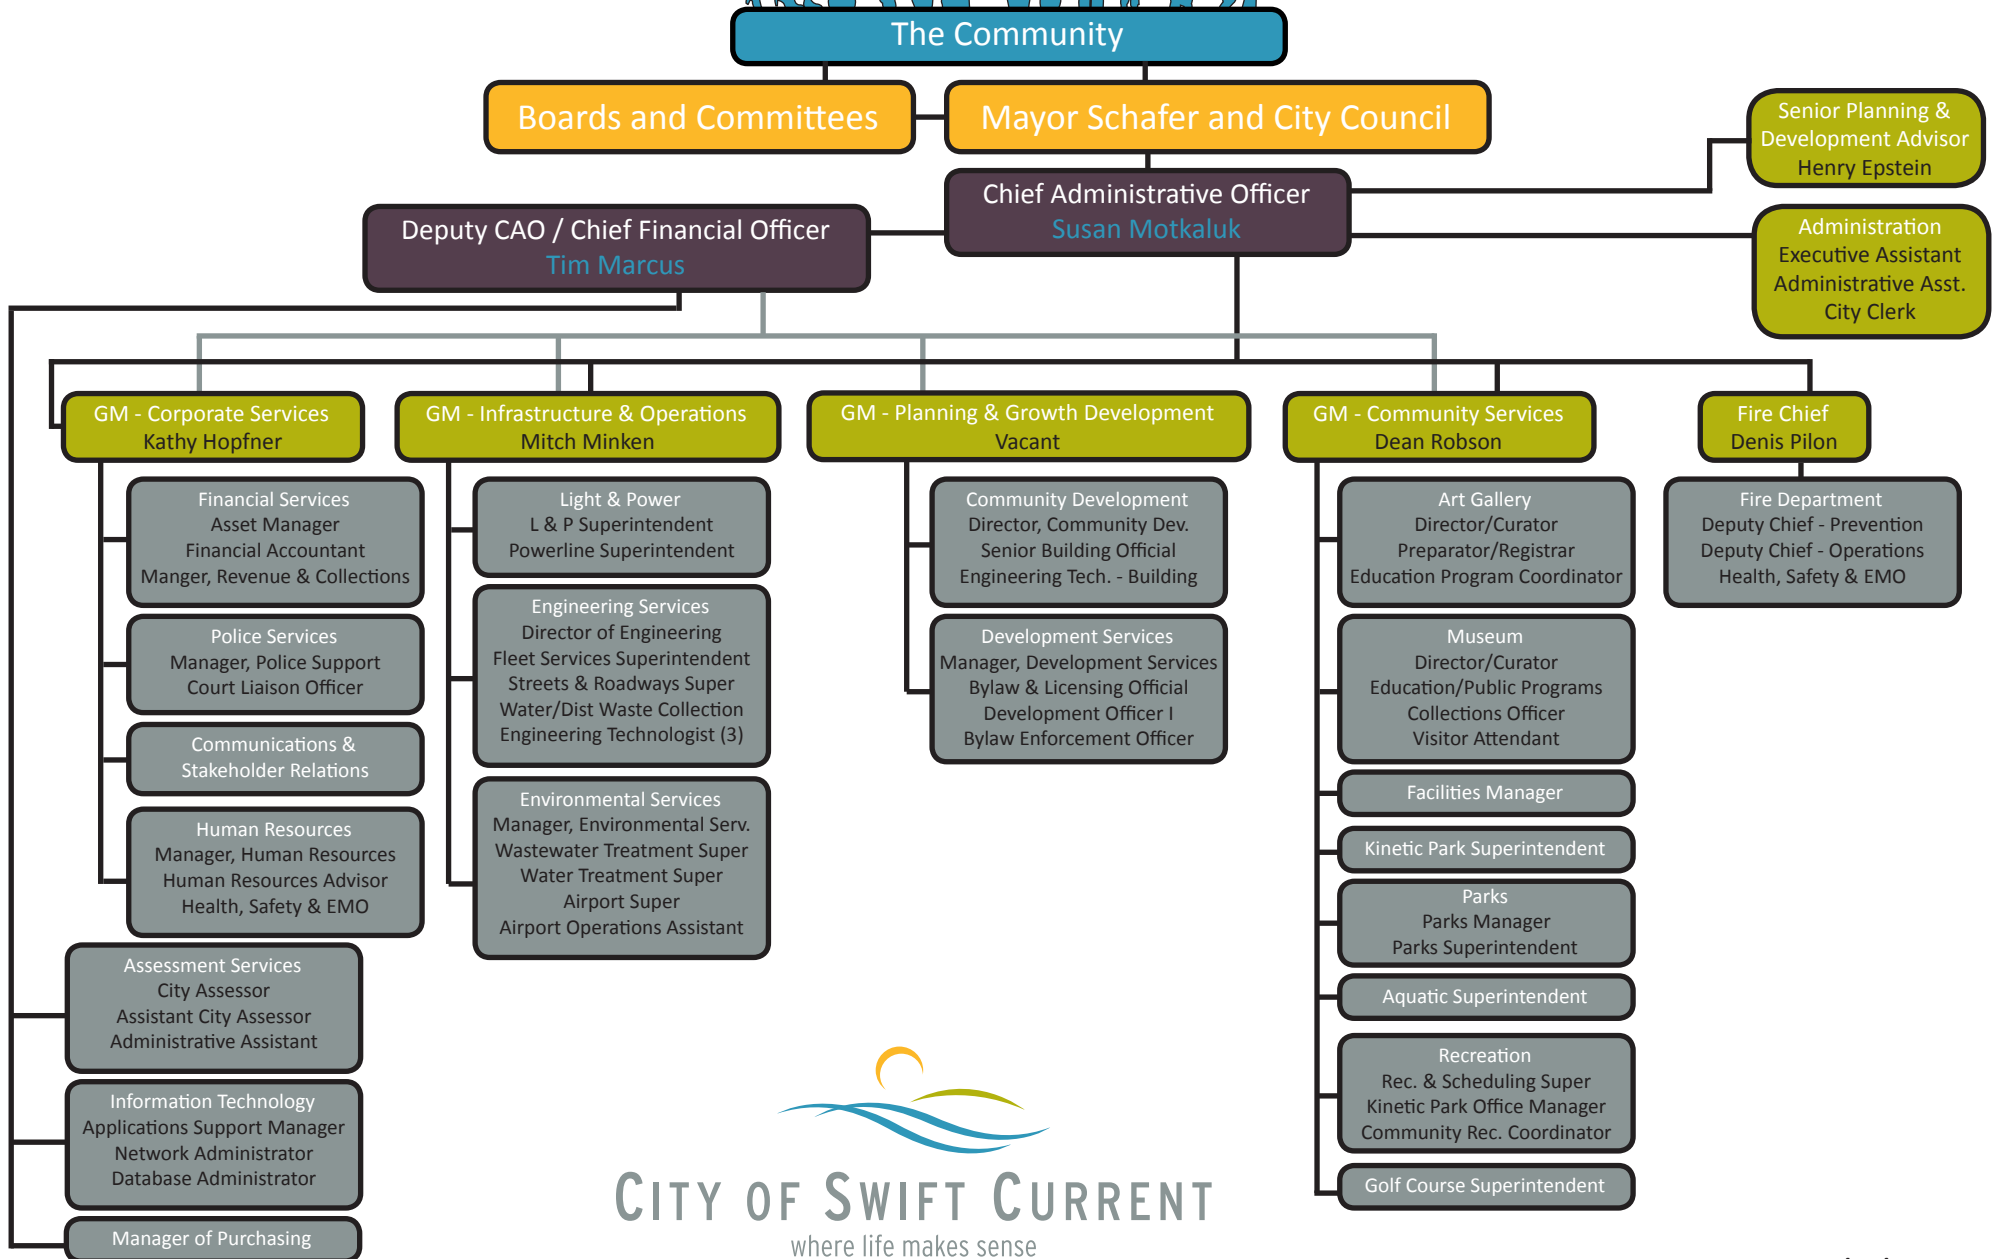 The Community
Boards and Committees
Mayor Schafer and City Council
Senior Planning &
Development Advisor
Henry Epstein
Chief Administrative Officer
Susan Motkaluk
Deputy CAO / Chief Financial Officer
Tim Marcus
Administration
Executive Assistant
Administrative Asst.
City Clerk
GM - Corporate Services
Kathy Hopfner
GM - Infrastructure & Operations
Mitch Minken
GM - Planning & Growth Development
Vacant
GM - Community Services
Dean Robson
Fire Chief
Denis Pilon
Financial Services
Asset Manager
Financial Accountant
Manger, Revenue & Collections
Police Services
Manager, Police Support
Court Liaison Officer
Communications &
Stakeholder Relations
Human Resources
Manager, Human Resources
Human Resources Advisor
Health, Safety & EMO
Assessment Services
City Assessor
Assistant City Assessor
Administrative Assistant
Information Technology
Applications Support Manager
Network Administrator
Database Administrator
Manager of Purchasing
Light & Power
L & P Superintendent
Powerline Superintendent
Engineering Services
Director of Engineering
Fleet Services Superintendent
Streets & Roadways Super
Water/Dist Waste Collection
Engineering Technologist (3)
Environmental Services
Manager, Environmental Serv.
Wastewater Treatment Super
Water Treatment Super
Airport Super
Airport Operations Assistant
Community Development
Director, Community Dev.
Senior Building Official
Engineering Tech. - Building
Development Services
Manager, Development Services
Bylaw & Licensing Official
Development Officer I
Bylaw Enforcement Officer
Art Gallery
Director/Curator
Preparator/Registrar
Education Program Coordinator
Museum
Director/Curator
Education/Public Programs
Collections Officer
Visitor Attendant
Facilities Manager
Kinetic Park Superintendent
Parks
Parks Manager
Parks Superintendent
Aquatic Superintendent
Recreation
Rec. & Scheduling Super
Kinetic Park Office Manager
Community Rec. Coordinator
Golf Course Superintendent
Fire Department
Deputy Chief - Prevention
Deputy Chief - Operations
Health, Safety & EMO
CITY OF SWIFT CURRENT
where life makes sense